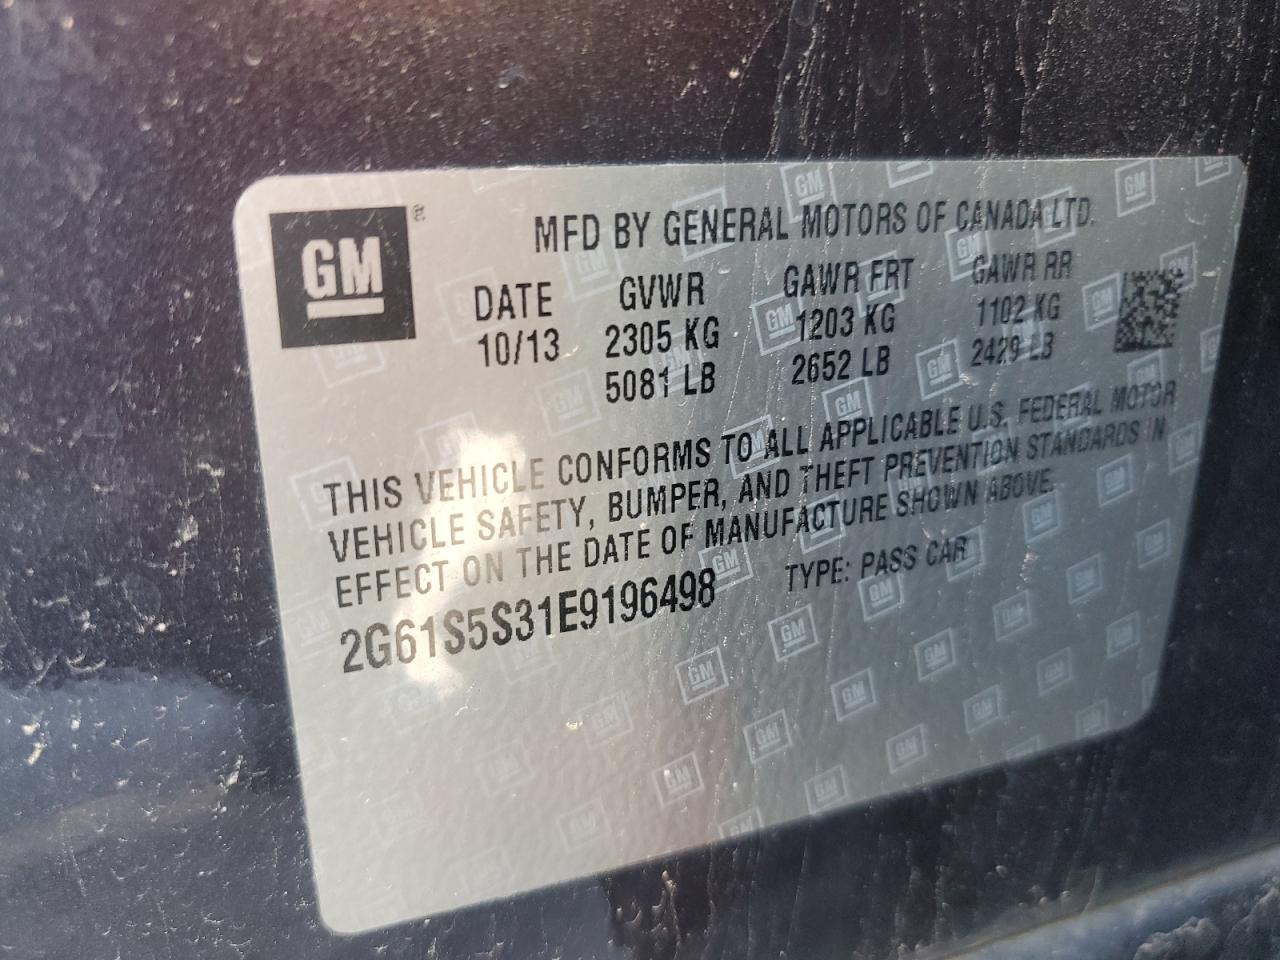 GM
MFD BY GENERAL MOTORS OF CANADA LTD.
DATE GVWR GAWR FRT GAWR RR
10/13 2305 KG 1203 KG 1102 KG
5081 LB 2652 LB 2429 LB
THIS VEHICLE CONFORMS TO ALL APPLICABLE U.S. FEDERAL MOTOR
VEHICLE SAFETY, BUMPER, AND THEFT PREVENTION STANDARDS IN
EFFECT ON THE DATE OF MANUFACTURE SHOWN ABOVE.
2G61S5S31E9196498 TYPE: PASS CAR